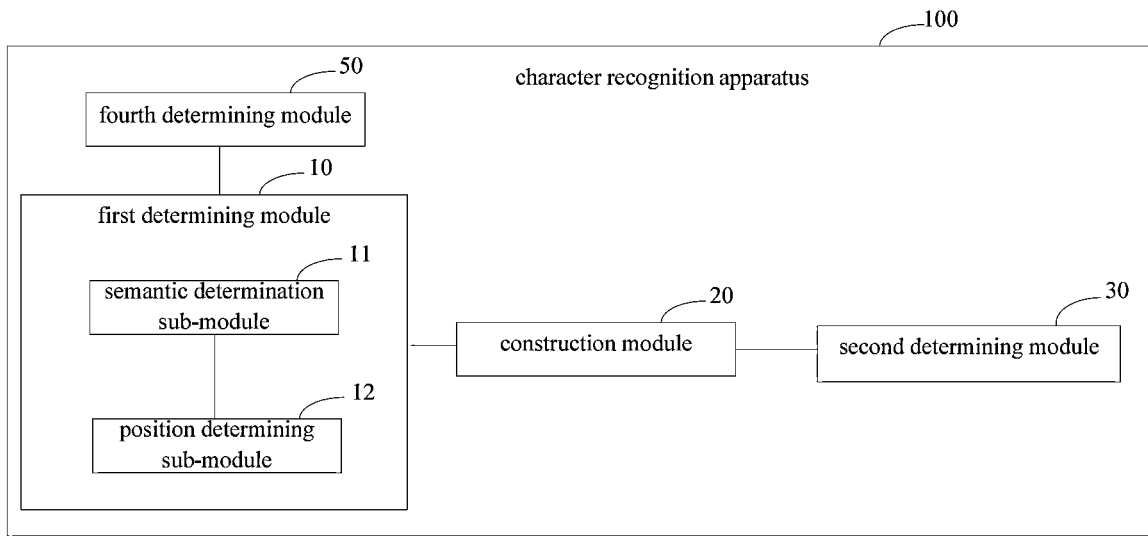 100
character recognition apparatus
50
fourth determining module
10
first determining module
11
semantic determination
sub-module
20
construction module
30
second determining module
12
position determining
sub-module